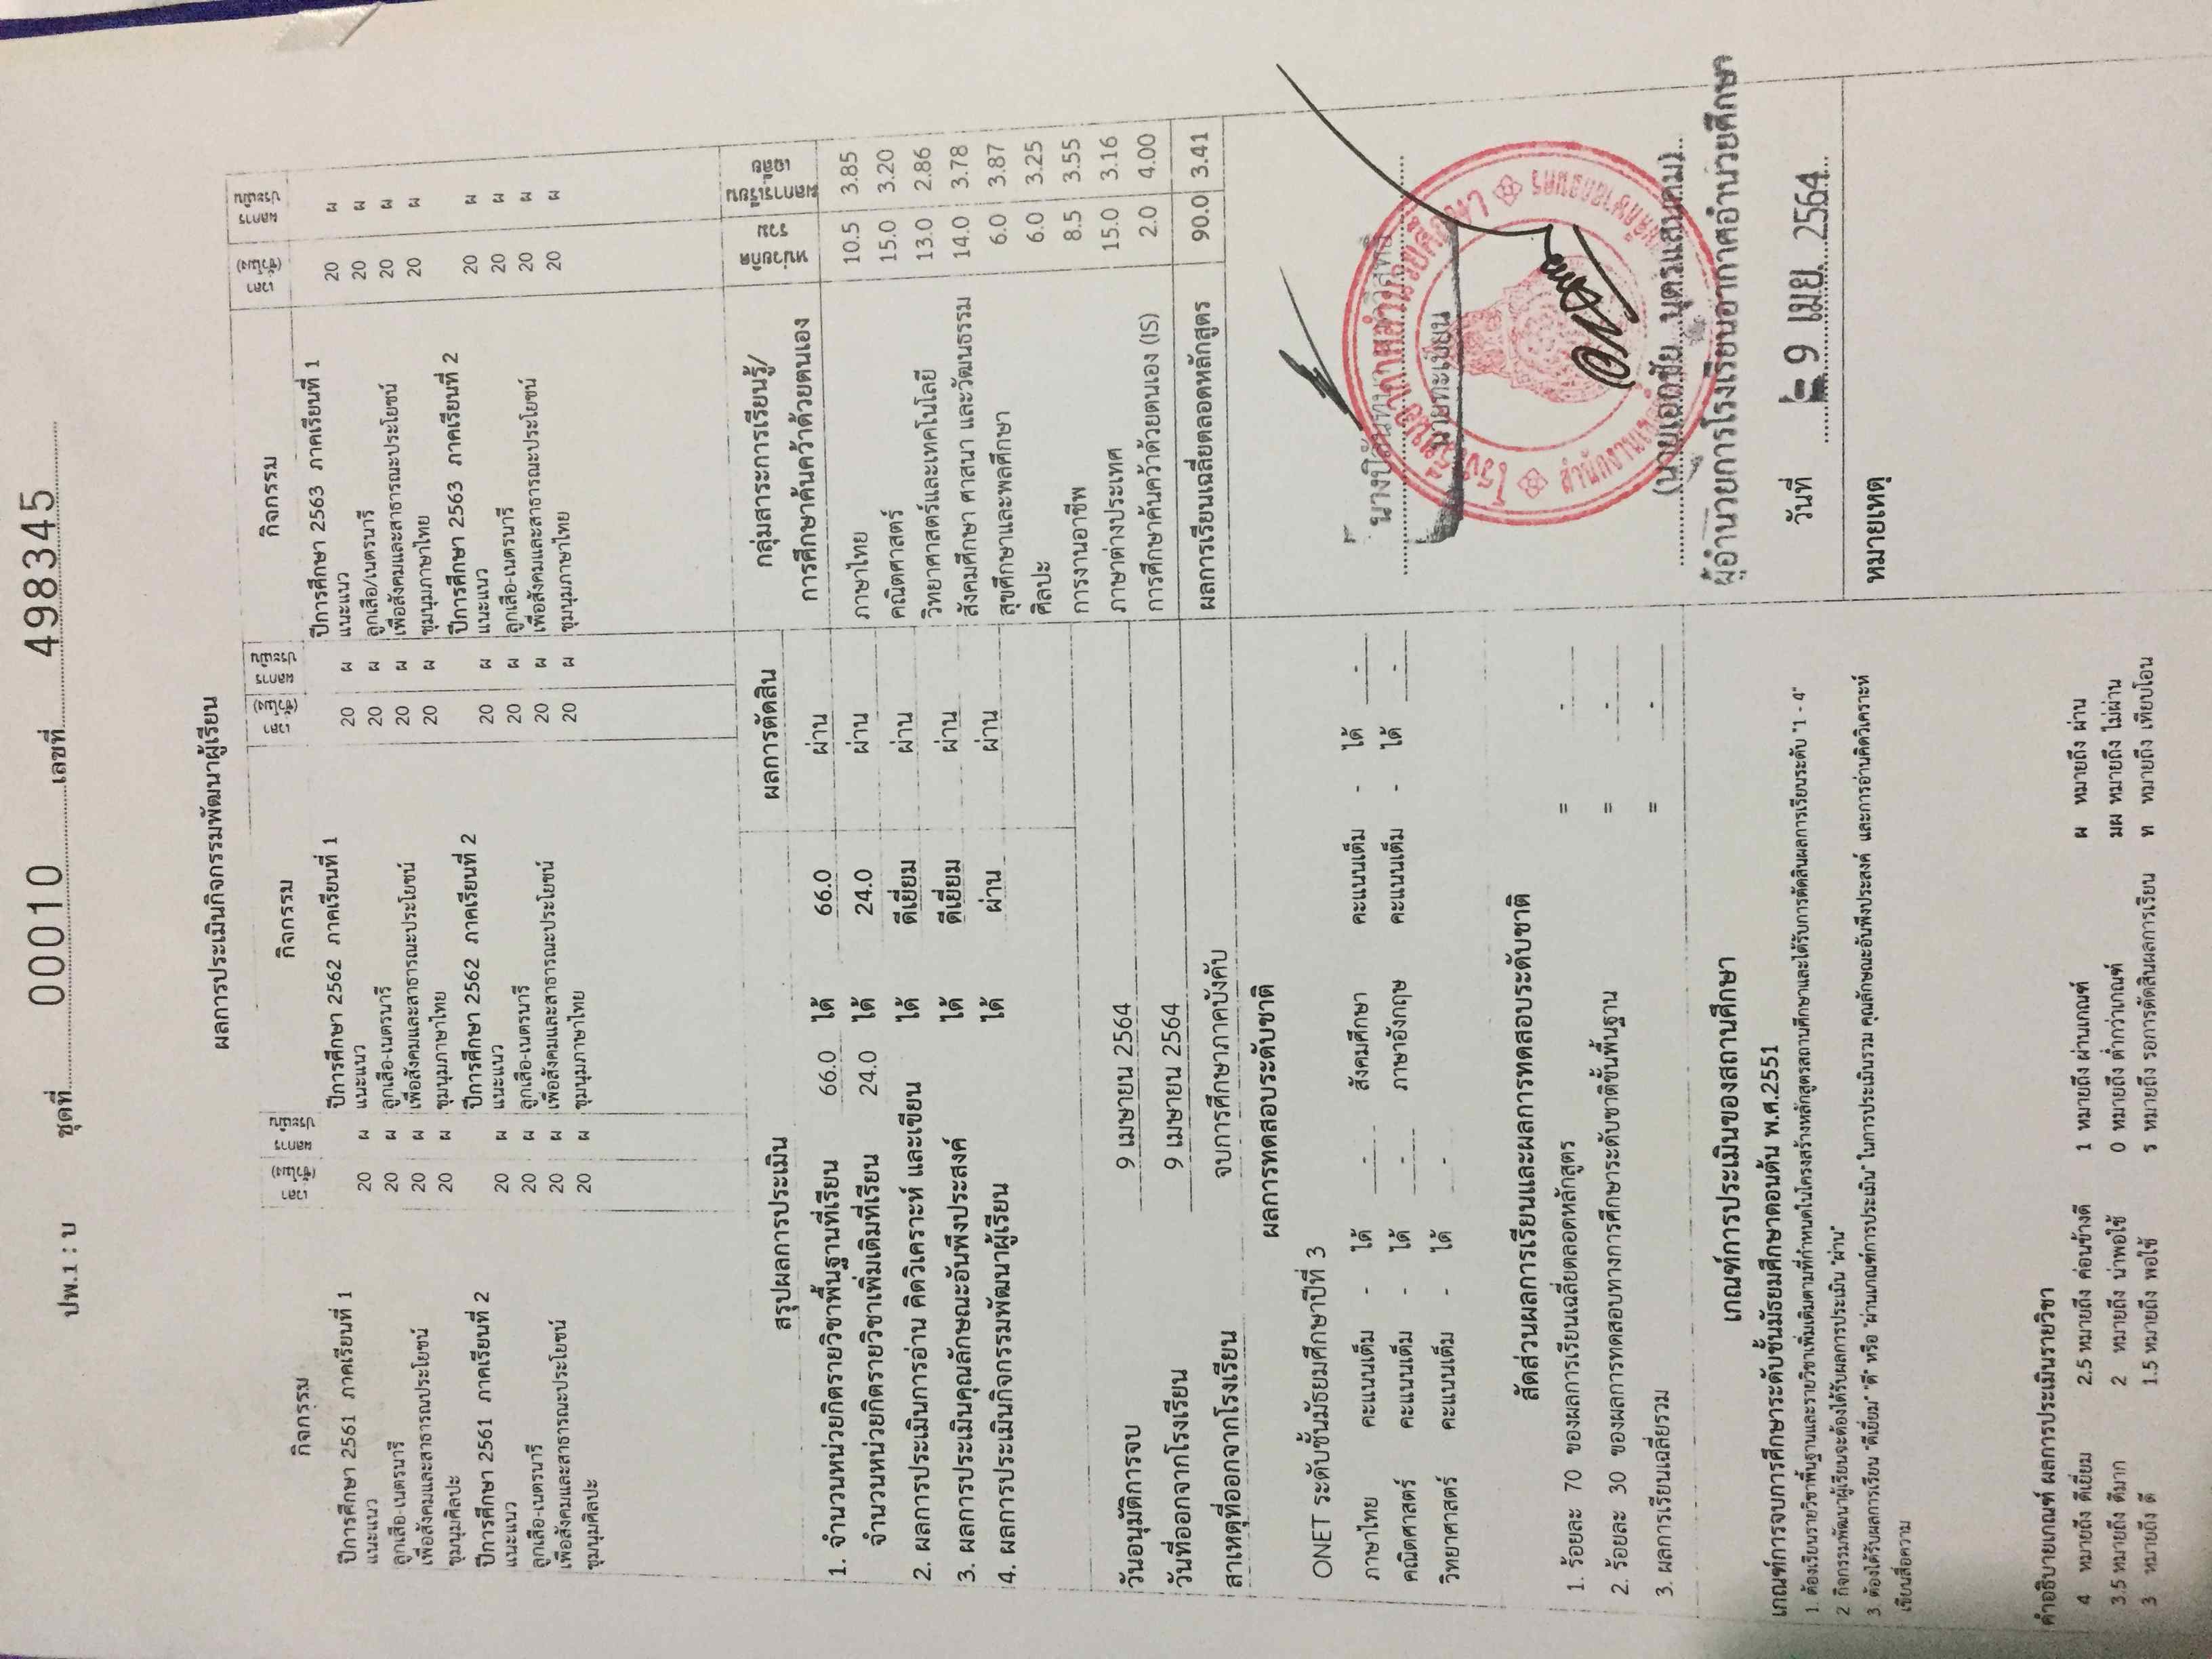 ปพ.1 : บ ชุดที่ 00010 เลขที่ 498345
ผลการประเมินกิจกรรมพัฒนาผู้เรียน
กิจกรรม เวลา (ชั่วโมง) ผลการประเมิน กิจกรรม เวลา (ชั่วโมง) ผลการประเมิน กิจกรรม เวลา (ชั่วโมง) ผลการประเมิน
ปีการศึกษา 2561 ภาคเรียนที่ 1 ปีการศึกษา 2562 ภาคเรียนที่ 1 ปีการศึกษา 2563 ภาคเรียนที่ 1
แนะแนว 20 ผ แนะแนว 20 ผ แนะแนว 20 ผ
ลูกเสือ-เนตรนารี 20 ผ ลูกเสือ-เนตรนารี 20 ผ ลูกเสือ/เนตรนารี 20 ผ
เพื่อสังคมและสาธารณประโยชน์ 20 ผ เพื่อสังคมและสาธารณะประโยชน์ 20 ผ เพื่อสังคมและสาธารณะประโยชน์ 20 ผ
ชุมนุมศิลปะ 20 ผ ชุมนุมภาษาไทย 20 ผ ชุมนุมภาษาไทย 20 ผ
ปีการศึกษา 2561 ภาคเรียนที่ 2 ปีการศึกษา 2562 ภาคเรียนที่ 2 ปีการศึกษา 2563 ภาคเรียนที่ 2
แนะแนว 20 ผ แนะแนว 20 ผ แนะแนว 20 ผ
ลูกเสือ-เนตรนารี 20 ผ ลูกเสือ-เนตรนารี 20 ผ ลูกเสือ-เนตรนารี 20 ผ
เพื่อสังคมและสาธารณะประโยชน์ 20 ผ เพื่อสังคมและสาธารณะประโยชน์ 20 ผ เพื่อสังคมและสาธารณะประโยชน์ 20 ผ
ชุมนุมศิลปะ 20 ผ ชุมนุมภาษาไทย 20 ผ ชุมนุมภาษาไทย 20 ผ
สรุปผลการประเมิน ผลการตัดสิน
1. จำนวนหน่วยกิตรายวิชาพื้นฐานที่เรียน 66.0 ได้ 66.0 ผ่าน
จำนวนหน่วยกิตรายวิชาเพิ่มเติมที่เรียน 24.0 ได้ 24.0 ผ่าน
2. ผลการประเมินการอ่าน คิดวิเคราะห์ และเขียน ได้ ดีเยี่ยม ผ่าน
3. ผลการประเมินคุณลักษณะอันพึงประสงค์ ได้ ดีเยี่ยม ผ่าน
4. ผลการประเมินกิจกรรมพัฒนาผู้เรียน ได้ ผ่าน ผ่าน
วันอนุมัติการจบ 9 เมษายน 2564
วันที่ออกจากโรงเรียน 9 เมษายน 2564
สาเหตุที่ออกจากโรงเรียน จบการศึกษาภาคบังคับ
กลุ่มสาระการเรียนรู้/ หน่วยกิต ผลการเรียน
การศึกษาค้นคว้าด้วยตนเอง รวม เฉลี่ย
ภาษาไทย 10.5 3.85
คณิตศาสตร์ 15.0 3.20
วิทยาศาสตร์และเทคโนโลยี 13.0 2.86
สังคมศึกษา ศาสนา และวัฒนธรรม 14.0 3.78
สุขศึกษาและพลศึกษา 6.0 3.87
ศิลปะ 6.0 3.25
การงานอาชีพ 8.5 3.55
ภาษาต่างประเทศ 15.0 3.16
การศึกษาค้นคว้าด้วยตนเอง (IS) 2.0 4.00
ผลการเรียนเฉลี่ยตลอดหลักสูตร 90.0 3.41
ผลการทดสอบระดับชาติ
ONET ระดับชั้นมัธยมศึกษาปีที่ 3
ภาษาไทย คะแนนเต็ม - ได้ - สังคมศึกษา คะแนนเต็ม - ได้ -
คณิตศาสตร์ คะแนนเต็ม - ได้ - ภาษาอังกฤษ คะแนนเต็ม - ได้ -
วิทยาศาสตร์ คะแนนเต็ม - ได้ -
สัดส่วนผลการเรียนและผลการทดสอบระดับชาติ
1. ร้อยละ 70 ของผลการเรียนเฉลี่ยตลอดหลักสูตร = -
2. ร้อยละ 30 ของผลการทดสอบทางการศึกษาระดับชาติขั้นพื้นฐาน = -
3. ผลการเรียนเฉลี่ยรวม = -
นายทะเบียน
(นายเอกชัย บุตรแสนคม)
ผู้อำนวยการโรงเรียนอากาศอำนวยศึกษา
วันที่ 9 เมย. 2564
หมายเหตุ
เกณฑ์การประเมินของสถานศึกษา
เกณฑ์การจบการศึกษาระดับชั้นมัธยมศึกษาตอนต้น พ.ศ.2551
1. ต้องเรียนรายวิชาพื้นฐานและรายวิชาเพิ่มเติมตามที่กำหนดในโครงสร้างหลักสูตรสถานศึกษาและได้รับการตัดสินผลการเรียนระดับ "1 - 4"
2. กิจกรรมพัฒนาผู้เรียนจะต้องได้รับผลการประเมิน "ผ่าน"
3. ต้องได้รับผลการเรียน "ดีเยี่ยม" "ดี" หรือ "ผ่านเกณฑ์การประเมิน" ในการประเมินรวม คุณลักษณะอันพึงประสงค์ และการอ่านคิดวิเคราะห์
เขียนสื่อความ
คำอธิบายเกณฑ์ ผลการประเมินรายวิชา
4 หมายถึง ดีเยี่ยม 2.5 หมายถึง ค่อนข้างดี 1 หมายถึง ผ่านเกณฑ์ ผ หมายถึง ผ่าน
3.5 หมายถึง ดีมาก 2 หมายถึง น่าพอใช้ 0 หมายถึง ต่ำกว่าเกณฑ์ มผ หมายถึง ไม่ผ่าน
3 หมายถึง ดี 1.5 หมายถึง พอใช้ ร หมายถึง รอการตัดสินผลการเรียน ท หมายถึง เทียบโอน